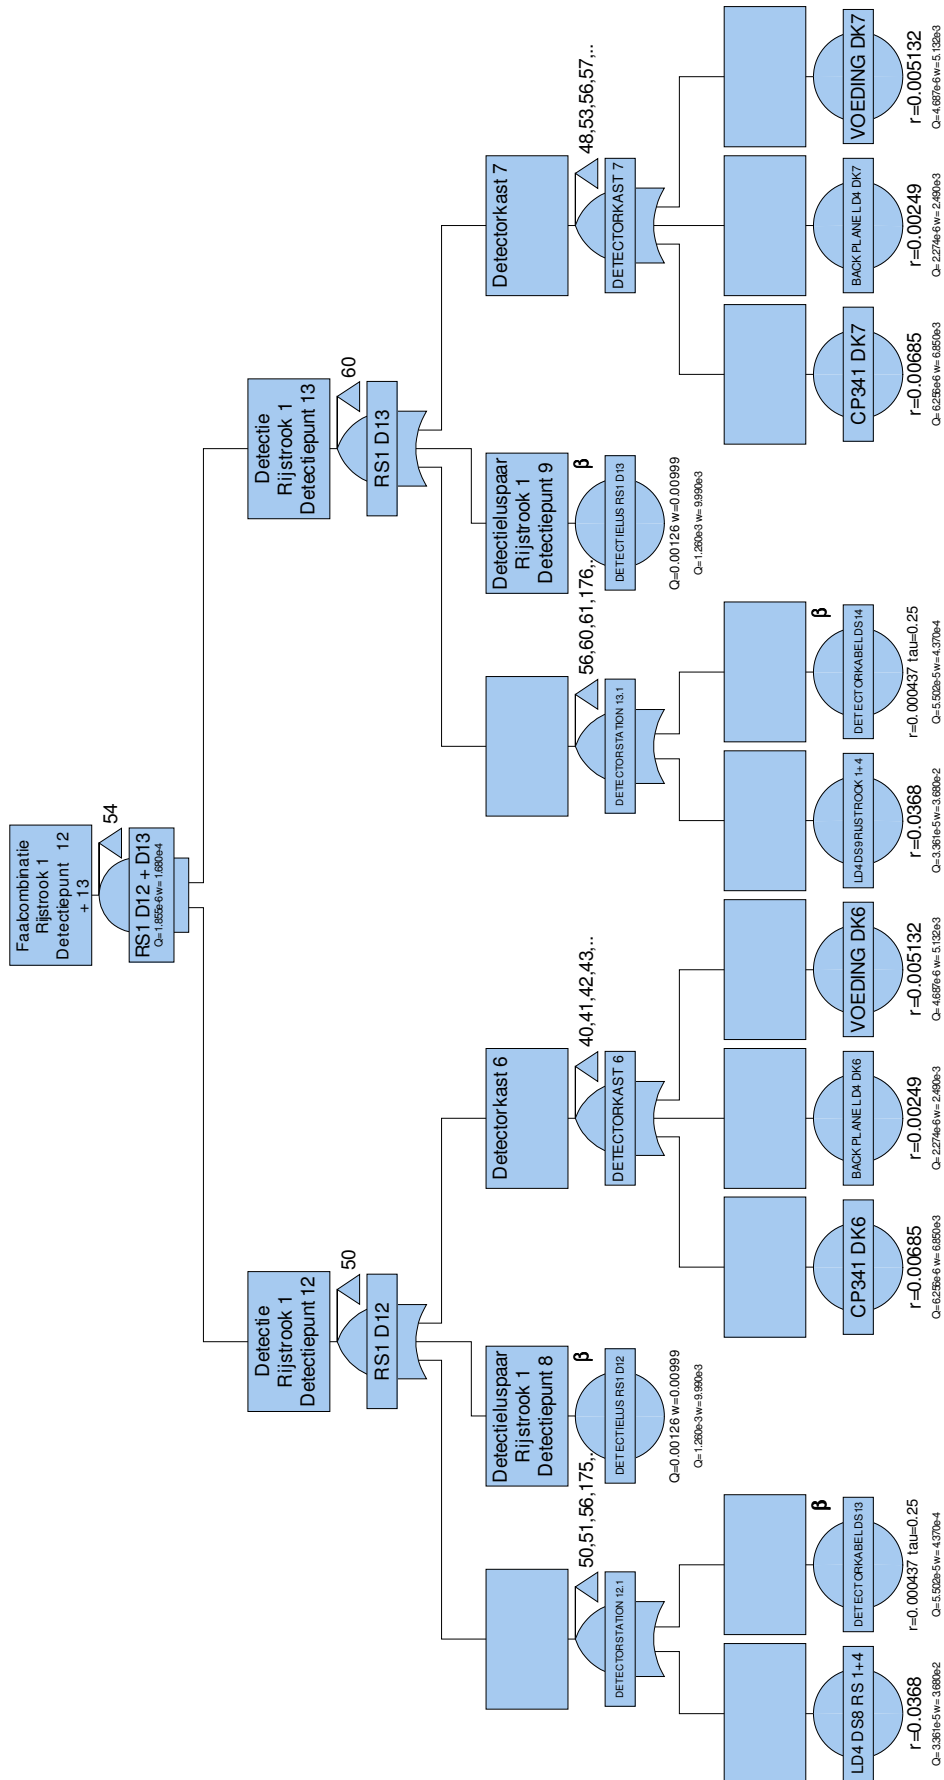 Faalcombinatie
Rijstrook 1
Detectiepunt 12
+ 13
54
RS1 D12 + D13
Q=1.855e-6 w= 1.680e-4
Detectie
Rijstrook 1
Detectiepunt 12
50
RS1 D12
Detectie
Rijstrook 1
Detectiepunt 13
60
RS1 D13
50,51,56,175,..
DETECTORSTATION 12.1
Detectieluspaar
Rijstrook 1
Detectiepunt 8
β
DETECTIELUS RS1 D12
Q=0.00126 w=0.00999
Q=1.260e-3 w= 9.990e-3
Detectorkast 6
40,41,42,43,..
DETECTORKAST 6
56,60,61,176,..
DETECTORSTATION 13.1
Detectieluspaar
Rijstrook 1
Detectiepunt 9
β
DETECTIELUS RS1 D13
Q=0.00126 w=0.00999
Q=1.260e-3 w= 9.990e-3
Detectorkast 7
48,53,56,57,..
DETECTORKAST 7
LD4 DS8 RS 1+4
r=0.0368
Q=3.361e-5 w= 3.680e-2
β
DETECTORKABEL DS13
r=0.000437 tau=0.25
Q=5.502e-5 w= 4.370e-4
CP341 DK6
r=0.00685
Q=6.256e-6 w= 6.850e-3
BACKPLANE LD4 DK6
r=0.00249
Q=2.274e-6 w= 2.490e-3
VOEDING DK6
r=0.005132
Q=4.687e-6 w= 5.132e-3
LD4 DS9 RIJSTROOK 1+4
r=0.0368
Q=3.361e-5 w= 3.680e-2
β
DETECTORKABEL DS14
r=0.000437 tau=0.25
Q=5.502e-5 w= 4.370e-4
CP341 DK7
r=0.00685
Q=6.256e-6 w= 6.850e-3
BACKPLANE LD4 DK7
r=0.00249
Q=2.274e-6 w= 2.490e-3
VOEDING DK7
r=0.005132
Q=4.687e-6 w= 5.132e-3